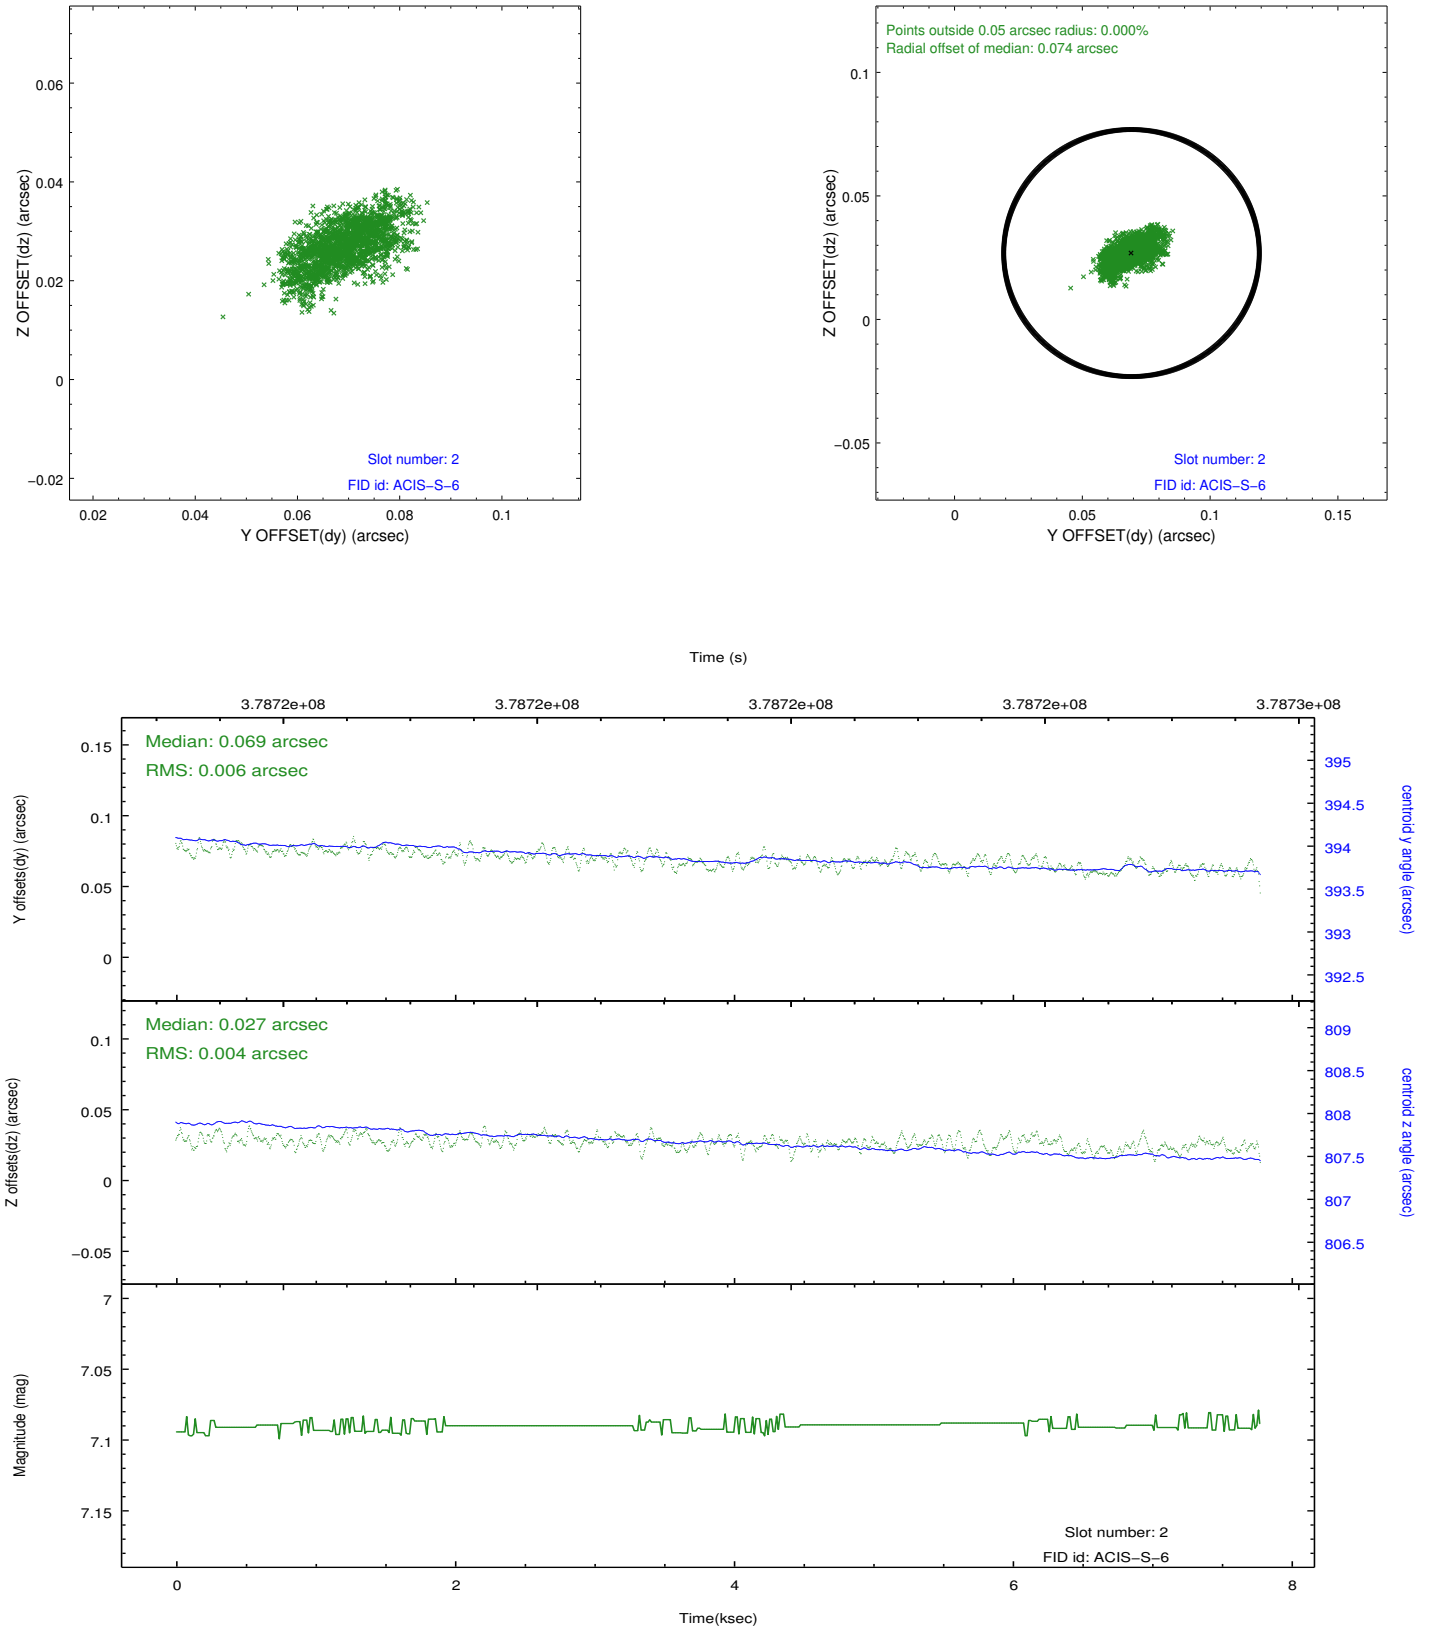 0.06
0.04
0.02
0
−0.02
Z OFFSET(dz) (arcsec)
Slot number: 2
FID id: ACIS−S−6
0.02
0.04
0.06
0.08
0.1
Y OFFSET(dy) (arcsec)
Points outside 0.05 arcsec radius: 0.000%
Radial offset of median: 0.074 arcsec
0.1
0.05
0
−0.05
Z OFFSET(dz) (arcsec)
Slot number: 2
FID id: ACIS−S−6
0
0.05
0.1
0.15
Y OFFSET(dy) (arcsec)
Time (s)
3.7872e+08
3.7872e+08
3.7872e+08
3.7872e+08
3.7873e+08
Median: 0.069 arcsec
RMS: 0.006 arcsec
0.15
0.1
0.05
0
Y offsets(dy) (arcsec)
395
394.5
394
393.5
393
392.5
centroid y angle (arcsec)
Median: 0.027 arcsec
RMS: 0.004 arcsec
0.1
0.05
0
−0.05
Z offsets(dz) (arcsec)
809
808.5
808
807.5
807
806.5
centroid z angle (arcsec)
7
7.05
7.1
7.15
Magnitude (mag)
Slot number: 2
FID id: ACIS−S−6
0
2
4
6
8
Time(ksec)